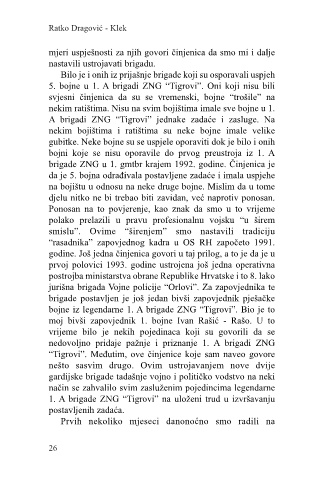 Ratko Dragović - Klek
mjeri uspješnosti za njih govori činjenica da smo mi i dalje
nastavili ustrojavati brigadu.
Bilo je i onih iz prijašnje brigade koji su osporavali uspjeh
5. bojne u 1. A brigadi ZNG “Tigrovi”. Oni koji nisu bili
svjesni činjenica da su se vremenski, bojne “trošile” na
nekim ratištima. Nisu na svim bojištima imale sve bojne u 1.
A brigadi ZNG “Tigrovi” jednake zadaće i zasluge. Na
nekim bojištima i ratištima su neke bojne imale velike
gubitke. Neke bojne su se uspjele oporaviti dok je bilo i onih
bojni koje se nisu oporavile do prvog preustroja iz 1. A
brigade ZNG u 1. gmtbr krajem 1992. godine. Činjenica je
da je 5. bojna odrađivala postavljene zadaće i imala uspjehe
na bojištu u odnosu na neke druge bojne. Mislim da u tome
djelu nitko ne bi trebao biti zavidan, već naprotiv ponosan.
Ponosan na to povjerenje, kao znak da smo u to vrijeme
polako prelazili u pravu profesionalnu vojsku “u širem
smislu”. Ovime “širenjem” smo nastavili tradiciju
“rasadnika” zapovjednog kadra u OS RH započeto 1991.
godine. Još jedna činjenica govori u taj prilog, a to je da je u
prvoj polovici 1993. godine ustrojena još jedna operativna
postrojba ministarstva obrane Republike Hrvatske i to 8. lako
jurišna brigada Vojne policije “Orlovi”. Za zapovjednika te
brigade postavljen je još jedan bivši zapovjednik pješačke
bojne iz legendarne 1. A brigade ZNG “Tigrovi”. Bio je to
moj bivši zapovjednik 1. bojne Ivan Rašić - Rašo. U to
vrijeme bilo je nekih pojedinaca koji su govorili da se
nedovoljno pridaje pažnje i priznanje 1. A brigadi ZNG
“Tigrovi”. Međutim, ove činjenice koje sam naveo govore
nešto sasvim drugo. Ovim ustrojavanjem nove dvije
gardijske brigade tadašnje vojno i političko vodstvo na neki
način se zahvalilo svim zaslužnim pojedincima legendarne
1. A brigade ZNG “Tigrovi” na uloženi trud u izvršavanju
postavljenih zadaća.
Prvih nekoliko mjeseci danonoćno smo radili na
26